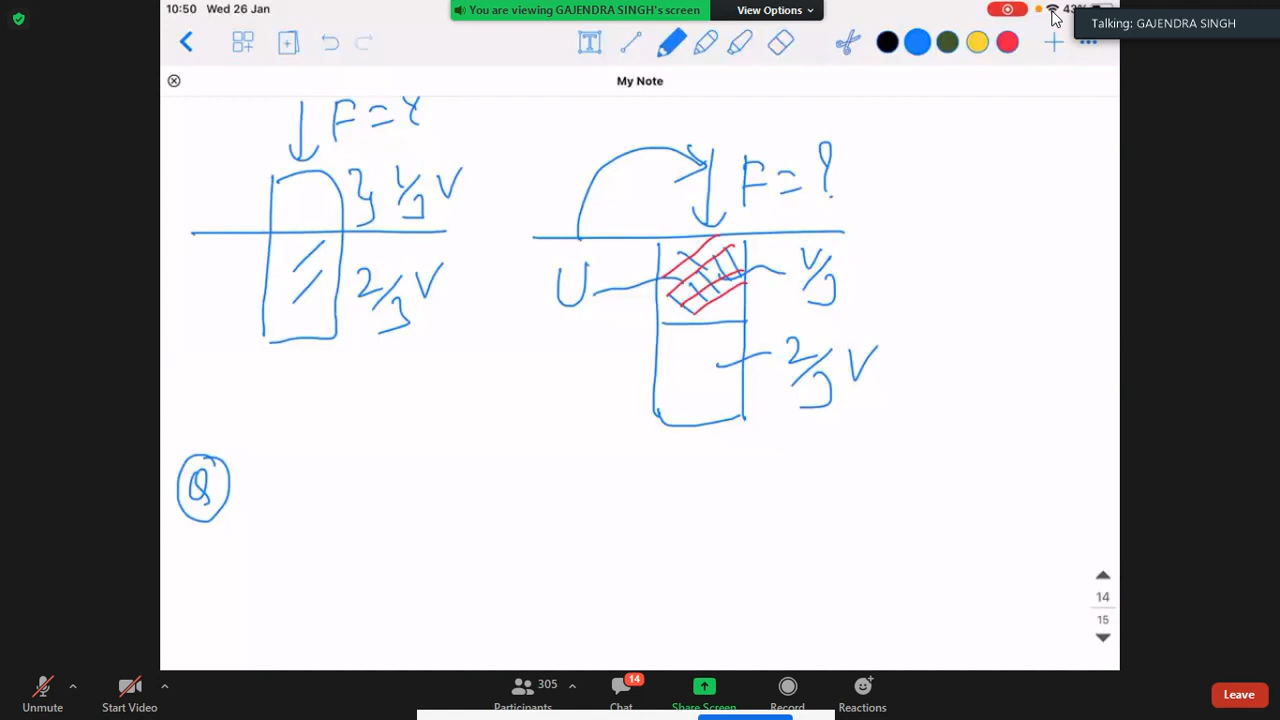 10:50 Wed 26 Jan
You are viewing GAJENDRA SINGH's screen
View Options
43%
Talking: GAJENDRA SINGH
My Note
F = ?
1/3 V
2/3 V
F = ?
U
V/3
2/3 V
Q
14
15
Unmute
Start Video
305
Participants
14
Chat
Share Screen
Record
Reactions
Leave